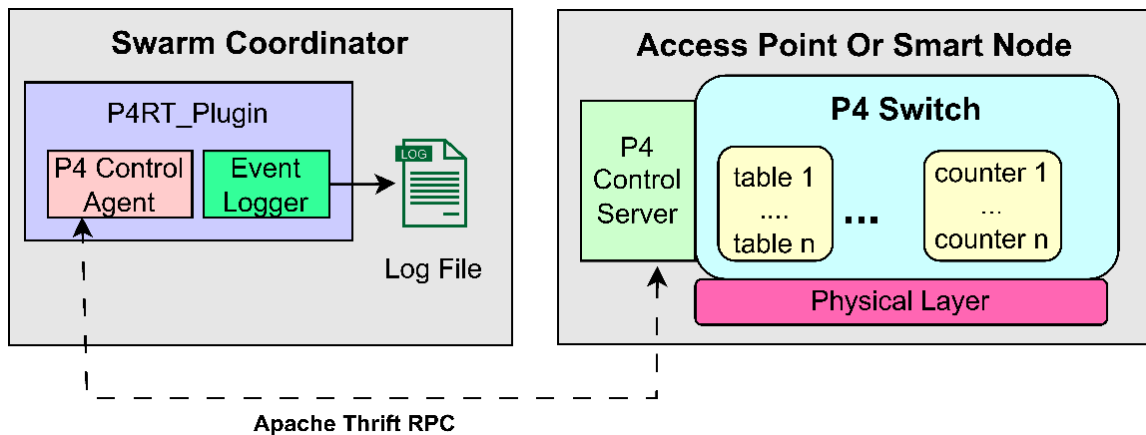 Swarm Coordinator
P4RT_Plugin
P4 Control
Agent
Event
Logger
LOG
Log File
Access Point Or Smart Node
P4
Control
Server
P4 Switch
table 1
....
table n
...
counter 1
...
counter n
Physical Layer
Apache Thrift RPC